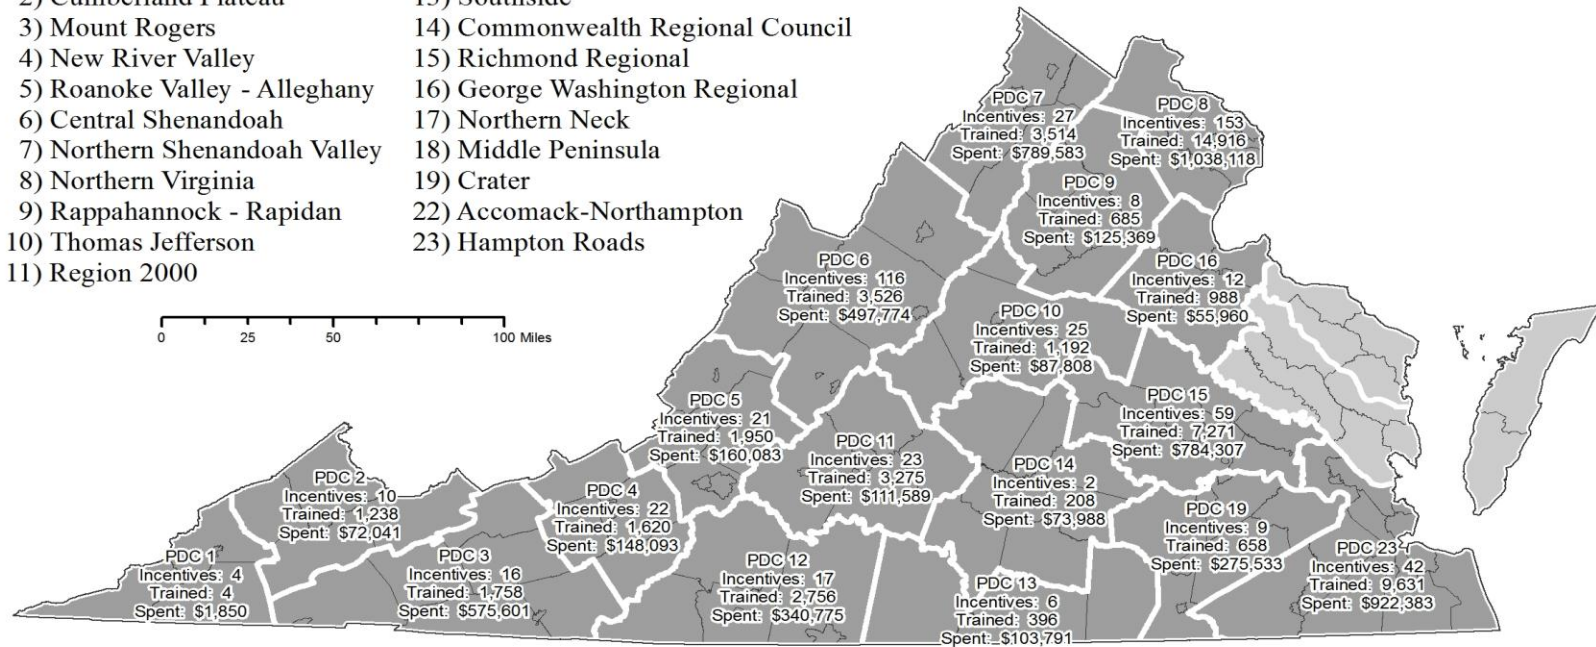 2) Cumberland Plateau
3) Mount Rogers
4) New River Valley
5) Roanoke Valley - Alleghany
6) Central Shenandoah
7) Northern Shenandoah Valley
8) Northern Virginia
9) Rappahannock - Rapidan
10) Thomas Jefferson
11) Region 2000
13) Southside
14) Commonwealth Regional Council
15) Richmond Regional
16) George Washington Regional
17) Northern Neck
18) Middle Peninsula
19) Crater
22) Accomack-Northampton
23) Hampton Roads
0 25 50 100 Miles
PDC 7
Incentives: 27
Trained: 3,514
Spent: $789,583
PDC 8
Incentives: 153
Trained: 14,916
Spent: $1,038,118
PDC 9
Incentives: 8
Trained: 685
Spent: $125,369
PDC 6
Incentives: 116
Trained: 3,526
Spent: $497,774
PDC 16
Incentives: 12
Trained: 988
Spent: $55,960
PDC 10
Incentives: 25
Trained: 1,192
Spent: $87,808
PDC 5
Incentives: 21
Trained: 1,950
Spent: $160,083
PDC 15
Incentives: 59
Trained: 7,271
Spent: $784,307
PDC 11
Incentives: 23
Trained: 3,275
Spent: $111,589
PDC 14
Incentives: 2
Trained: 208
Spent: $73,988
PDC 2
Incentives: 10
Trained: 1,238
Spent: $72,041
PDC 4
Incentives: 22
Trained: 1,620
Spent: $148,093
PDC 19
Incentives: 9
Trained: 658
Spent: $275,533
PDC 1
Incentives: 4
Trained: 4
Spent: $1,850
PDC 3
Incentives: 16
Trained: 1,758
Spent: $575,601
PDC 12
Incentives: 17
Trained: 2,756
Spent: $340,775
PDC 13
Incentives: 6
Trained: 396
Spent: $103,791
PDC 23
Incentives: 42
Trained: 9,631
Spent: $922,383